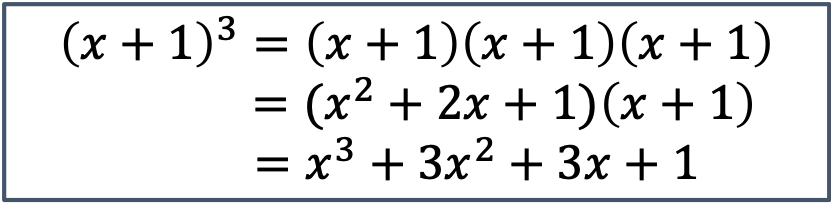 (x + 1)³ = (x + 1)(x + 1)(x + 1)
= (x² + 2x + 1)(x + 1)
= x³ + 3x² + 3x + 1